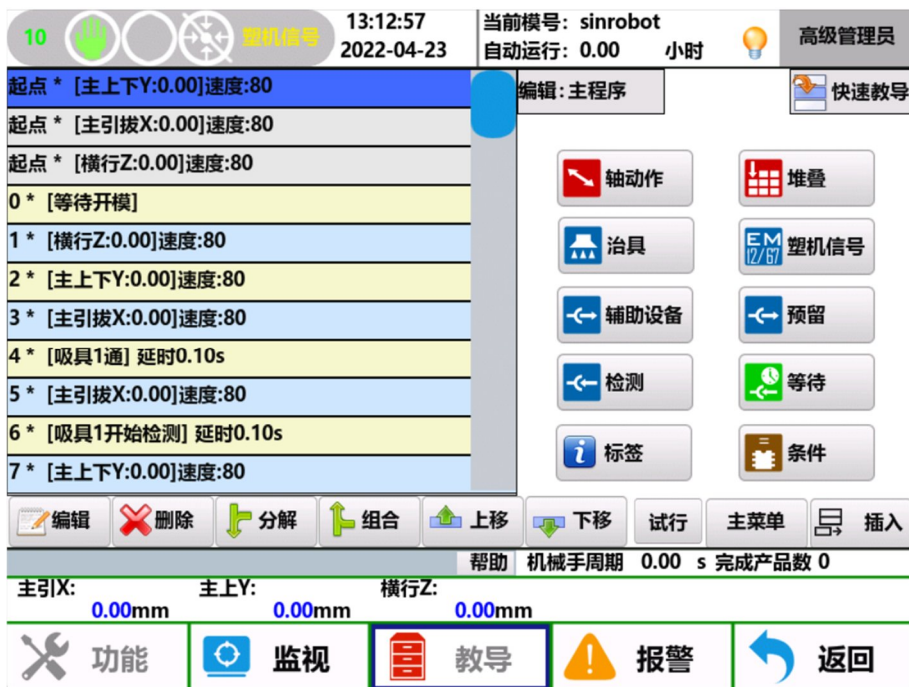 10 塑机信号 13:12:57 当前模号: sinrobot 高级管理员
2022-04-23 自动运行: 0.00 小时
起点 * [主上下Y:0.00]速度:80 编辑:主程序 快速教导
起点 * [主引拔X:0.00]速度:80
起点 * [横行Z:0.00]速度:80 轴动作 堆叠
0 * [等待开模]
1 * [横行Z:0.00]速度:80 治具 EM 12/67 塑机信号
2 * [主上下Y:0.00]速度:80
3 * [主引拔X:0.00]速度:80 辅助设备 预留
4 * [吸具1通] 延时0.10s
5 * [主引拔X:0.00]速度:80 检测 等待
6 * [吸具1开始检测] 延时0.10s
7 * [主上下Y:0.00]速度:80 标签 条件
编辑 删除 分解 组合 上移 下移 试行 主菜单 插入
帮助 机械手周期 0.00 s 完成产品数 0
主引X: 主上Y: 横行Z:
0.00mm 0.00mm 0.00mm
功能 监视 教导 报警 返回